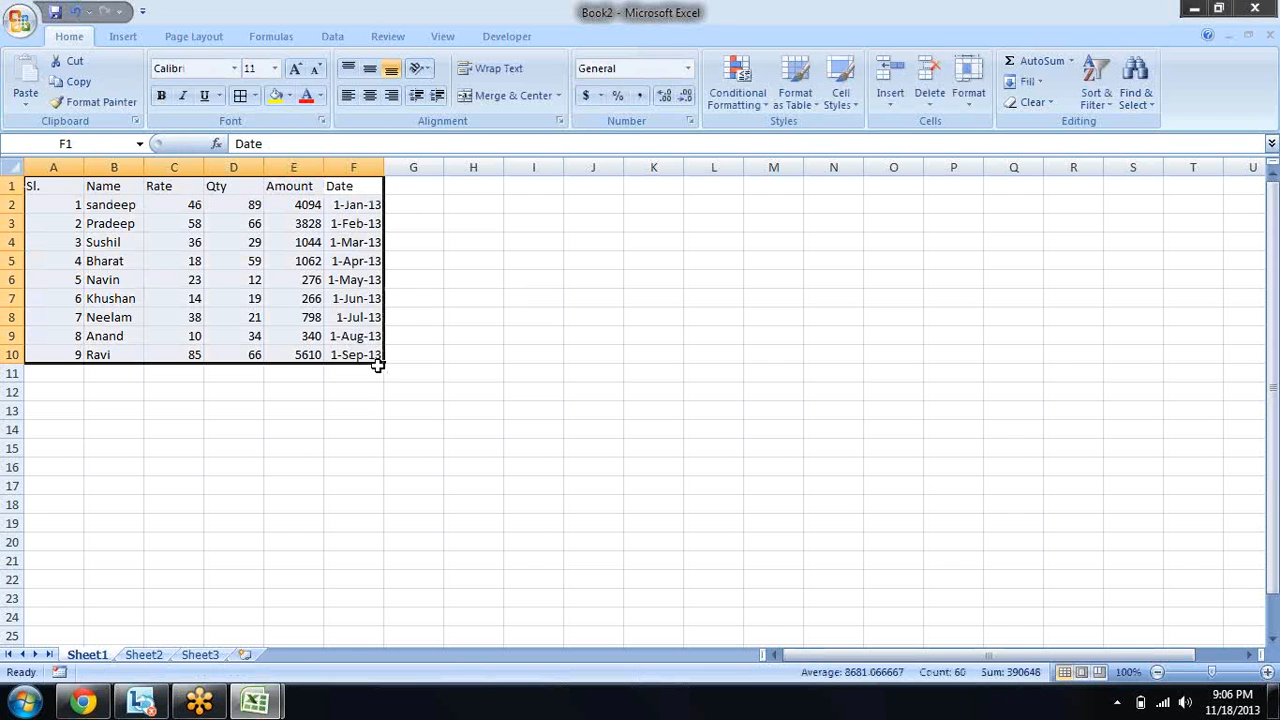 Book2 - Microsoft Excel
Home Insert Page Layout Formulas Data Review View Developer
Paste
Cut
Copy
Format Painter
Clipboard
Calibri 11
B I U A
Font
Wrap Text
Merge & Center
Alignment
General
$ % ,
Number
Conditional Formatting
Format as Table
Cell Styles
Styles
Insert Delete Format
Cells
Σ AutoSum
Fill
Clear
Sort & Filter
Find & Select
Editing
F1 fx Date
A B C D E F G H I J K L M N O P Q R S T U
1 Sl. Name Rate Qty Amount Date
2 1 sandeep 46 89 4094 1-Jan-13
3 2 Pradeep 58 66 3828 1-Feb-13
4 3 Sushil 36 29 1044 1-Mar-13
5 4 Bharat 18 59 1062 1-Apr-13
6 5 Navin 23 12 276 1-May-13
7 6 Khushan 14 19 266 1-Jun-13
8 7 Neelam 38 21 798 1-Jul-13
9 8 Anand 10 34 340 1-Aug-13
10 9 Ravi 85 66 5610 1-Sep-13
11
12
13
14
15
16
17
18
19
20
21
22
23
24
25
Sheet1 Sheet2 Sheet3
Ready Average: 8681.066667 Count: 60 Sum: 390646 100%
9:06 PM
11/18/2013